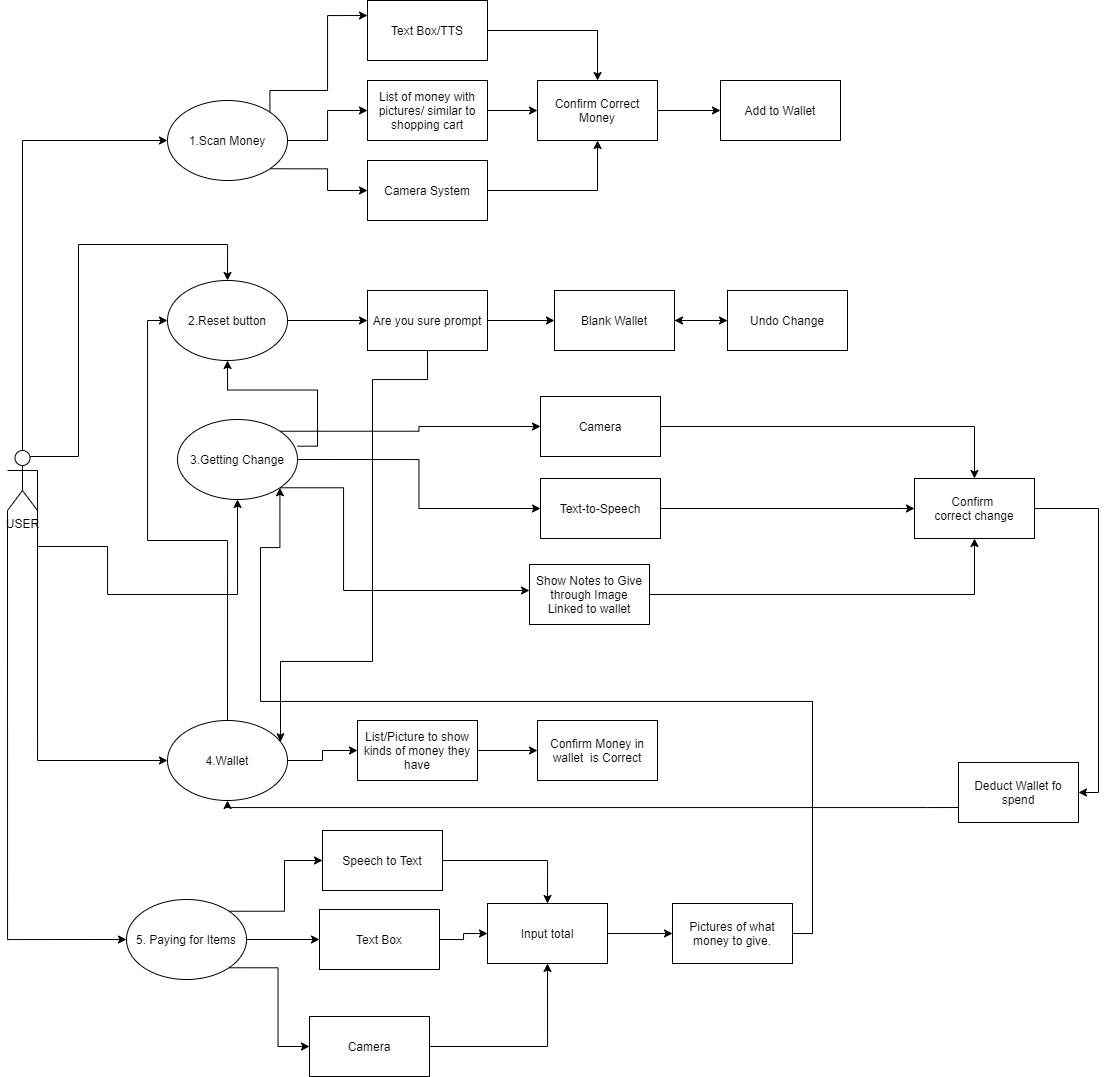 Text Box/TTS
List of money with
pictures/ similar to
shopping cart
Confirm Correct
Money
Add to Wallet
1.Scan Money
Camera System
2.Reset button
Are you sure prompt
Blank Wallet
Undo Change
Camera
3.Getting Change
Text-to-Speech
Confirm
correct change
USER
Show Notes to Give
through Image
Linked to wallet
4.Wallet
List/Picture to show
kinds of money they
have
Confirm Money in
wallet is Correct
Deduct Wallet fo
spend
Speech to Text
5. Paying for Items
Text Box
Input total
Pictures of what
money to give.
Camera